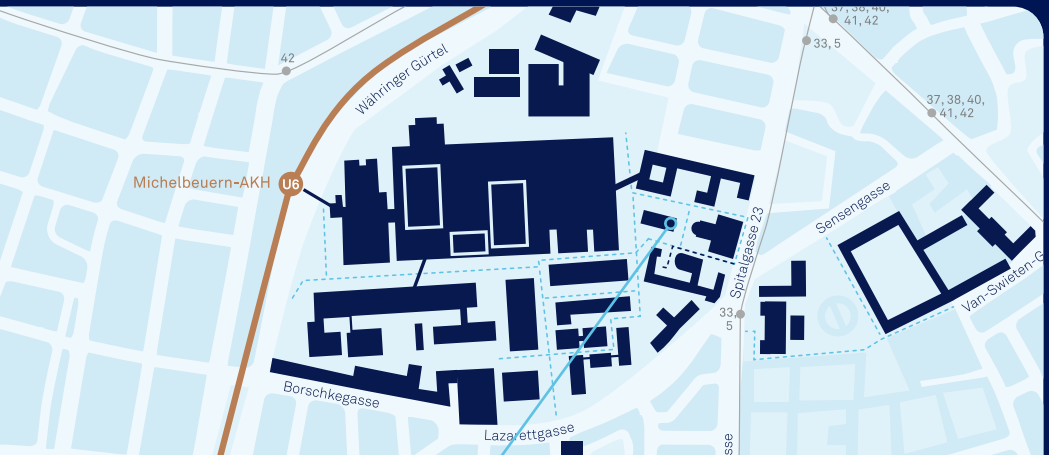 37, 38, 40,
41, 42
33, 5
42
Währinger Gürtel
37, 38, 40,
41, 42
Michelbeuern-AKH U6
Sensengasse
Spitalgasse 23
Van-Swieten-G
33,
5
Borschkegasse
Lazarettgasse
sse